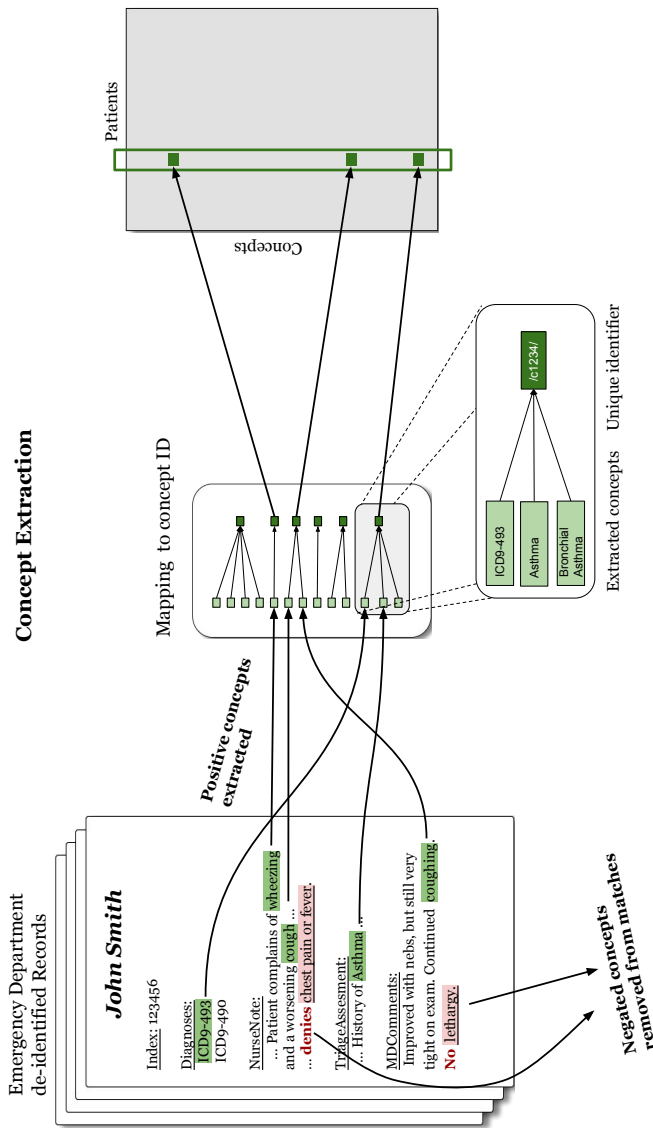 Concept Extraction
Emergency Department
de-identified Records
John Smith
Index: 123456
Diagnoses:
ICD9-493
ICD9-490
NurseNote:
... Patient complains of wheezing
and a worsening cough ...
... denies chest pain or fever.
TriageAssesment:
... History of Asthma ...
MDComments:
Improved with nebs, but still very
tight on exam. Continued coughing.
No lethargy.
Positive concepts
extracted
Negated concepts
removed from matches
Mapping to concept ID
ICD9-493
Asthma
Bronchial
Asthma
/c1234/
Extracted concepts
Unique identifier
Patients
Concepts